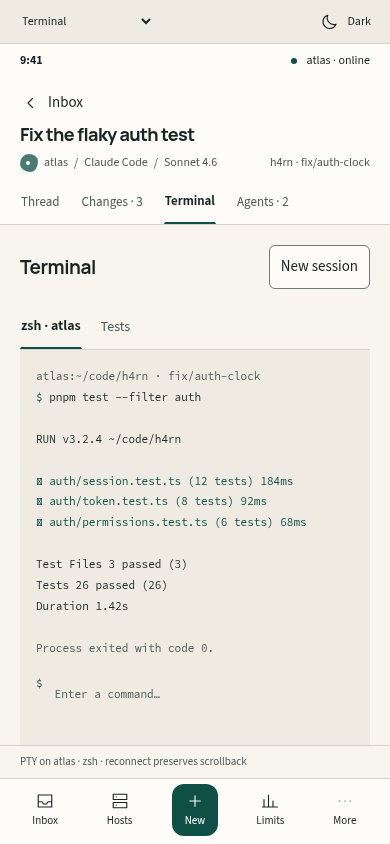 Terminal
Dark
9:41
atlas · online
Inbox
Fix the flaky auth test
atlas / Claude Code / Sonnet 4.6
h4rn · fix/auth-clock
Thread
Changes · 3
Terminal
Agents · 2
Terminal
New session
zsh · atlas
Tests
atlas:~/code/h4rn · fix/auth-clock
$ pnpm test --filter auth
RUN v3.2.4 ~/code/h4rn
auth/session.test.ts (12 tests) 184ms
auth/token.test.ts (8 tests) 92ms
auth/permissions.test.ts (6 tests) 68ms
Test Files 3 passed (3)
Tests 26 passed (26)
Duration 1.42s
Process exited with code 0.
$
Enter a command…
PTY on atlas · zsh · reconnect preserves scrollback
Inbox
Hosts
New
Limits
More